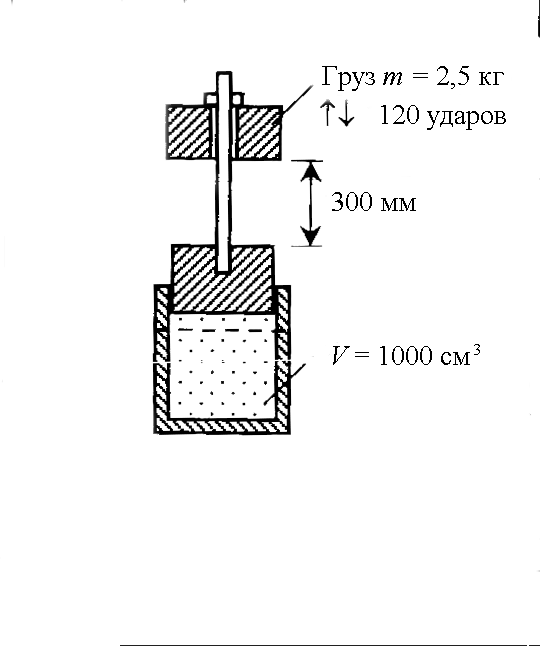 Груз m = 2,5 кг
↑↓ 120 ударов
300 мм
V = 1000 см³